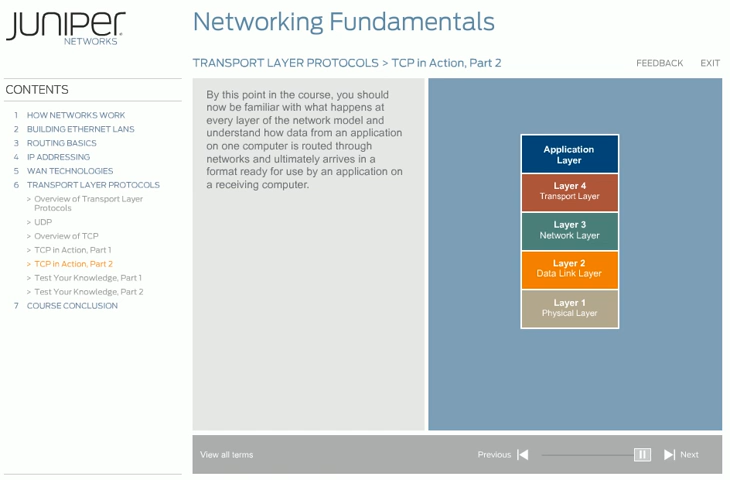 JUNIPER
NETWORKS
Networking Fundamentals
TRANSPORT LAYER PROTOCOLS > TCP in Action, Part 2
FEEDBACK
EXIT
CONTENTS
1 HOW NETWORKS WORK
2 BUILDING ETHERNET LANS
3 ROUTING BASICS
4 IP ADDRESSING
5 WAN TECHNOLOGIES
6 TRANSPORT LAYER PROTOCOLS
> Overview of Transport Layer
Protocols
> UDP
> Overview of TCP
> TCP in Action, Part 1
> TCP in Action, Part 2
> Test Your Knowledge, Part 1
> Test Your Knowledge, Part 2
7 COURSE CONCLUSION
By this point in the course, you should
now be familiar with what happens at
every layer of the network model and
understand how data from an application
on one computer is routed through
networks and ultimately arrives in a
format ready for use by an application on
a receiving computer.
Application
Layer
Layer 4
Transport Layer
Layer 3
Network Layer
Layer 2
Data Link Layer
Layer 1
Physical Layer
View all terms
Previous
Next